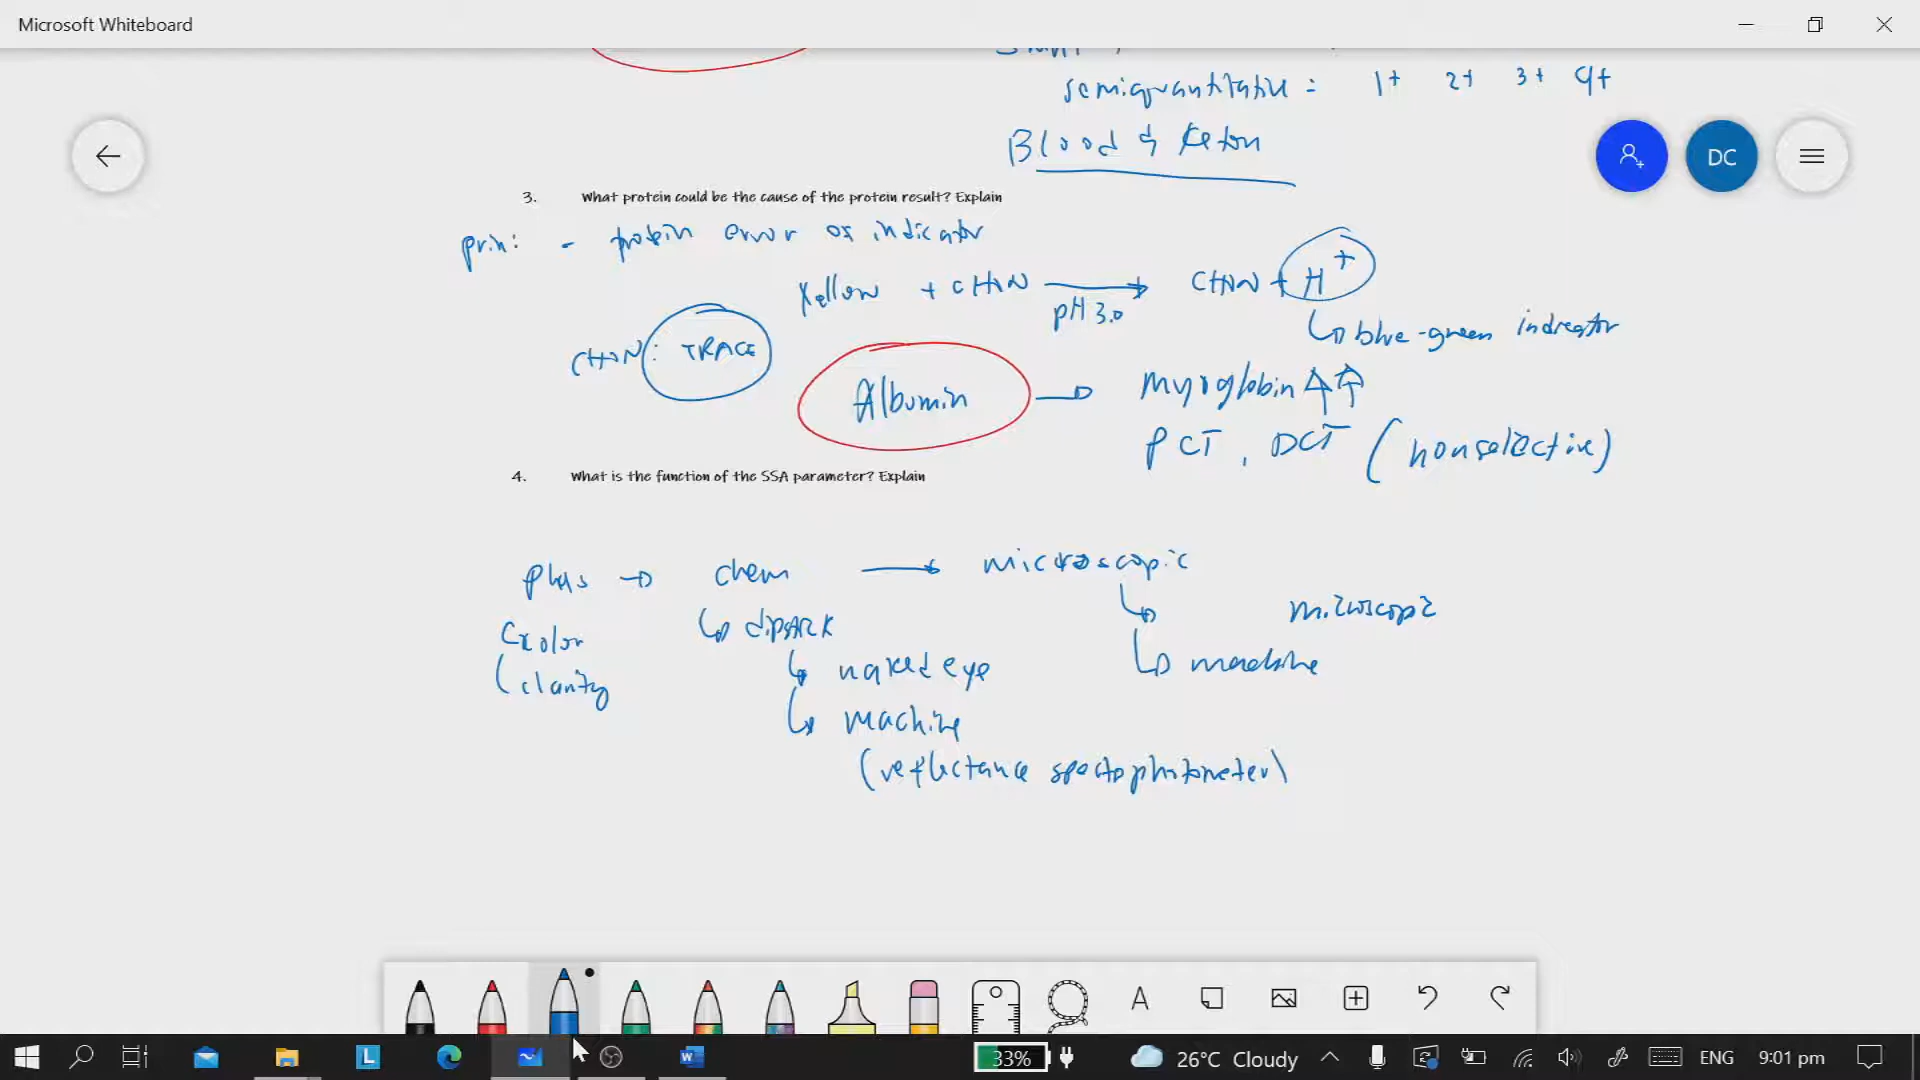 Microsoft Whiteboard
semiquantitative = 1+ 2+ 3+ 4+
Blood & Keton
DC
3. What protein could be the cause of the protein result? Explain
prin: - protein error of indicator
Yellow + CHON → pH 3.0 CHON + H+
↳ blue-green indicator
CHON: TRACE
Albumin → Myoglobin ↑↑
PCT, DCT (nonselective)
4. What is the function of the SSA parameter? Explain
phys → chem → microscopic
color
clarity
↳ dipstick
↳ naked eye
↳ machine
(reflectance spectophotometer)
microscopic
↳ machine
A
33%
26°C Cloudy
ENG
9:01 pm